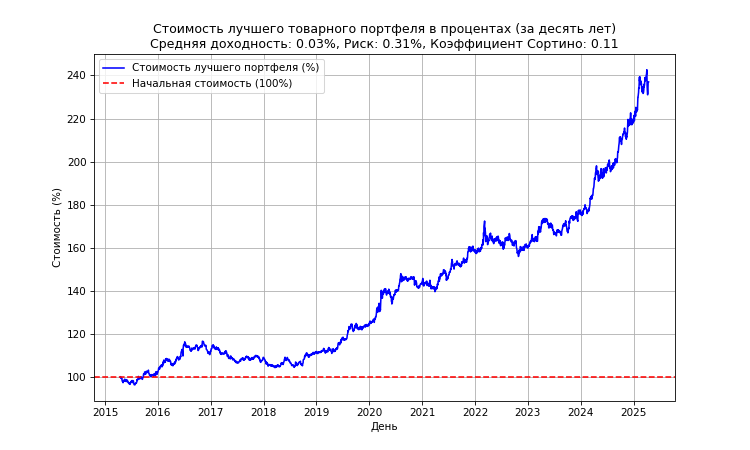 Стоимость лучшего товарного портфеля в процентах (за десять лет)
Средняя доходность: 0.03%, Риск: 0.31%, Коэффициент Сортино: 0.11
Стоимость лучшего портфеля (%)
Начальная стоимость (100%)
Стоимость (%)
240
220
200
180
160
140
120
100
2015 2016 2017 2018 2019 2020 2021 2022 2023 2024 2025
День